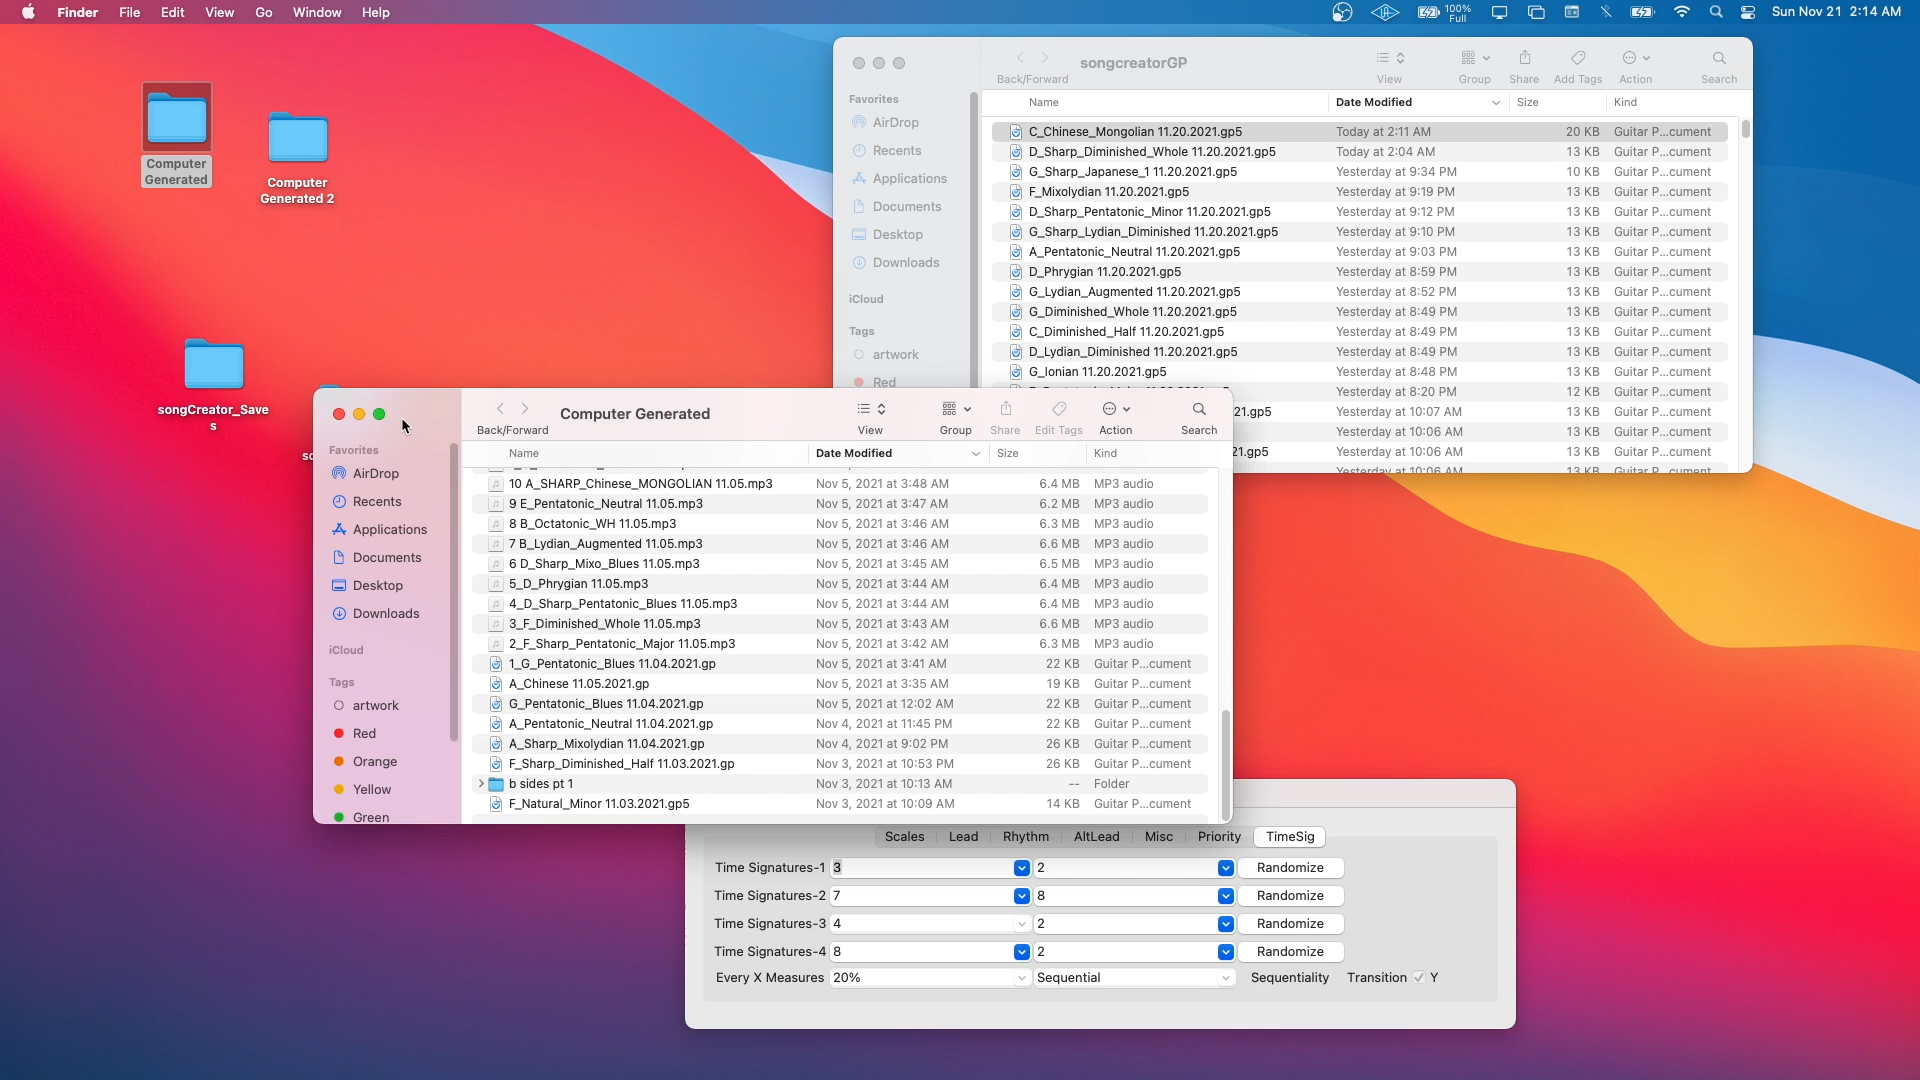 Finder File Edit View Go Window Help
100% Full Sun Nov 21 2:14 AM
Computer
Generated
Computer
Generated 2
songCreator_Save
s
songcreatorGP
Back/Forward View Group Share Add Tags Action Search
Favorites
AirDrop
Recents
Applications
Documents
Desktop
Downloads
iCloud
Tags
artwork
Red
Name Date Modified Size Kind
C_Chinese_Mongolian 11.20.2021.gp5 Today at 2:11 AM 20 KB Guitar P...cument
D_Sharp_Diminished_Whole 11.20.2021.gp5 Today at 2:04 AM 13 KB Guitar P...cument
G_Sharp_Japanese_1 11.20.2021.gp5 Yesterday at 9:34 PM 10 KB Guitar P...cument
F_Mixolydian 11.20.2021.gp5 Yesterday at 9:19 PM 13 KB Guitar P...cument
D_Sharp_Pentatonic_Minor 11.20.2021.gp5 Yesterday at 9:12 PM 13 KB Guitar P...cument
G_Sharp_Lydian_Diminished 11.20.2021.gp5 Yesterday at 9:10 PM 13 KB Guitar P...cument
A_Pentatonic_Neutral 11.20.2021.gp5 Yesterday at 9:03 PM 13 KB Guitar P...cument
D_Phrygian 11.20.2021.gp5 Yesterday at 8:59 PM 13 KB Guitar P...cument
G_Lydian_Augmented 11.20.2021.gp5 Yesterday at 8:52 PM 13 KB Guitar P...cument
G_Diminished_Whole 11.20.2021.gp5 Yesterday at 8:49 PM 13 KB Guitar P...cument
C_Diminished_Half 11.20.2021.gp5 Yesterday at 8:49 PM 13 KB Guitar P...cument
D_Lydian_Diminished 11.20.2021.gp5 Yesterday at 8:49 PM 13 KB Guitar P...cument
G_Ionian 11.20.2021.gp5 Yesterday at 8:48 PM 13 KB Guitar P...cument
Yesterday at 8:20 PM 12 KB Guitar P...cument
21.gp5 Yesterday at 10:07 AM 13 KB Guitar P...cument
Yesterday at 10:06 AM 13 KB Guitar P...cument
21.gp5 Yesterday at 10:06 AM 13 KB Guitar P...cument
Yesterday at 10:06 AM 13 KB Guitar P...cument
Computer Generated
Back/Forward View Group Share Edit Tags Action Search
Favorites
AirDrop
Recents
Applications
Documents
Desktop
Downloads
iCloud
Tags
artwork
Red
Orange
Yellow
Green
Name Date Modified Size Kind
10 A_SHARP_Chinese_MONGOLIAN 11.05.mp3 Nov 5, 2021 at 3:48 AM 6.4 MB MP3 audio
9 E_Pentatonic_Neutral 11.05.mp3 Nov 5, 2021 at 3:47 AM 6.2 MB MP3 audio
8 B_Octatonic_WH 11.05.mp3 Nov 5, 2021 at 3:46 AM 6.3 MB MP3 audio
7 B_Lydian_Augmented 11.05.mp3 Nov 5, 2021 at 3:46 AM 6.6 MB MP3 audio
6 D_Sharp_Mixo_Blues 11.05.mp3 Nov 5, 2021 at 3:45 AM 6.5 MB MP3 audio
5_D_Phrygian 11.05.mp3 Nov 5, 2021 at 3:44 AM 6.4 MB MP3 audio
4_D_Sharp_Pentatonic_Blues 11.05.mp3 Nov 5, 2021 at 3:44 AM 6.4 MB MP3 audio
3_F_Diminished_Whole 11.05.mp3 Nov 5, 2021 at 3:43 AM 6.6 MB MP3 audio
2_F_Sharp_Pentatonic_Major 11.05.mp3 Nov 5, 2021 at 3:42 AM 6.3 MB MP3 audio
1_G_Pentatonic_Blues 11.04.2021.gp Nov 5, 2021 at 3:41 AM 22 KB Guitar P...cument
A_Chinese 11.05.2021.gp Nov 5, 2021 at 3:35 AM 19 KB Guitar P...cument
G_Pentatonic_Blues 11.04.2021.gp Nov 5, 2021 at 12:02 AM 22 KB Guitar P...cument
A_Pentatonic_Neutral 11.04.2021.gp Nov 4, 2021 at 11:45 PM 22 KB Guitar P...cument
A_Sharp_Mixolydian 11.04.2021.gp Nov 4, 2021 at 9:02 PM 26 KB Guitar P...cument
F_Sharp_Diminished_Half 11.03.2021.gp Nov 3, 2021 at 10:53 PM 26 KB Guitar P...cument
b sides pt 1 Nov 3, 2021 at 10:13 AM -- Folder
F_Natural_Minor 11.03.2021.gp5 Nov 3, 2021 at 10:09 AM 14 KB Guitar P...cument
Scales Lead Rhythm AltLead Misc Priority TimeSig
Time Signatures-1 3 2 Randomize
Time Signatures-2 7 8 Randomize
Time Signatures-3 4 2 Randomize
Time Signatures-4 8 2 Randomize
Every X Measures 20% Sequential Sequentiality Transition Y